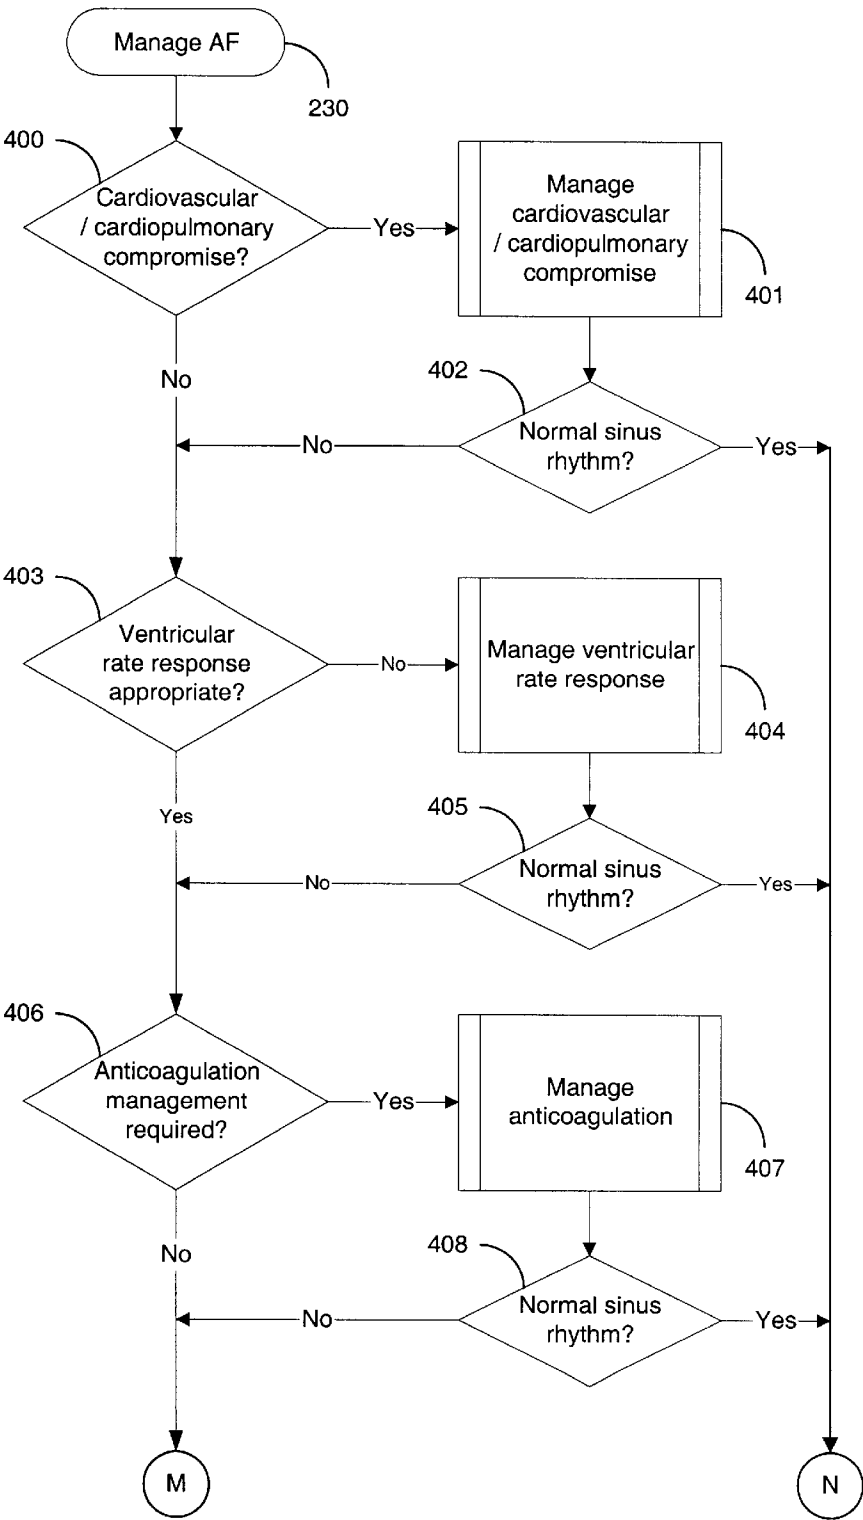 Manage AF
230
400
Cardiovascular
/ cardiopulmonary
compromise?
Yes
Manage
cardiovascular
/ cardiopulmonary
compromise
401
No
402
Normal sinus
rhythm?
No
Yes
403
Ventricular
rate response
appropriate?
No
Manage ventricular
rate response
404
Yes
405
Normal sinus
rhythm?
No
Yes
406
Anticoagulation
management
required?
Yes
Manage
anticoagulation
407
No
408
Normal sinus
rhythm?
No
Yes
M
N